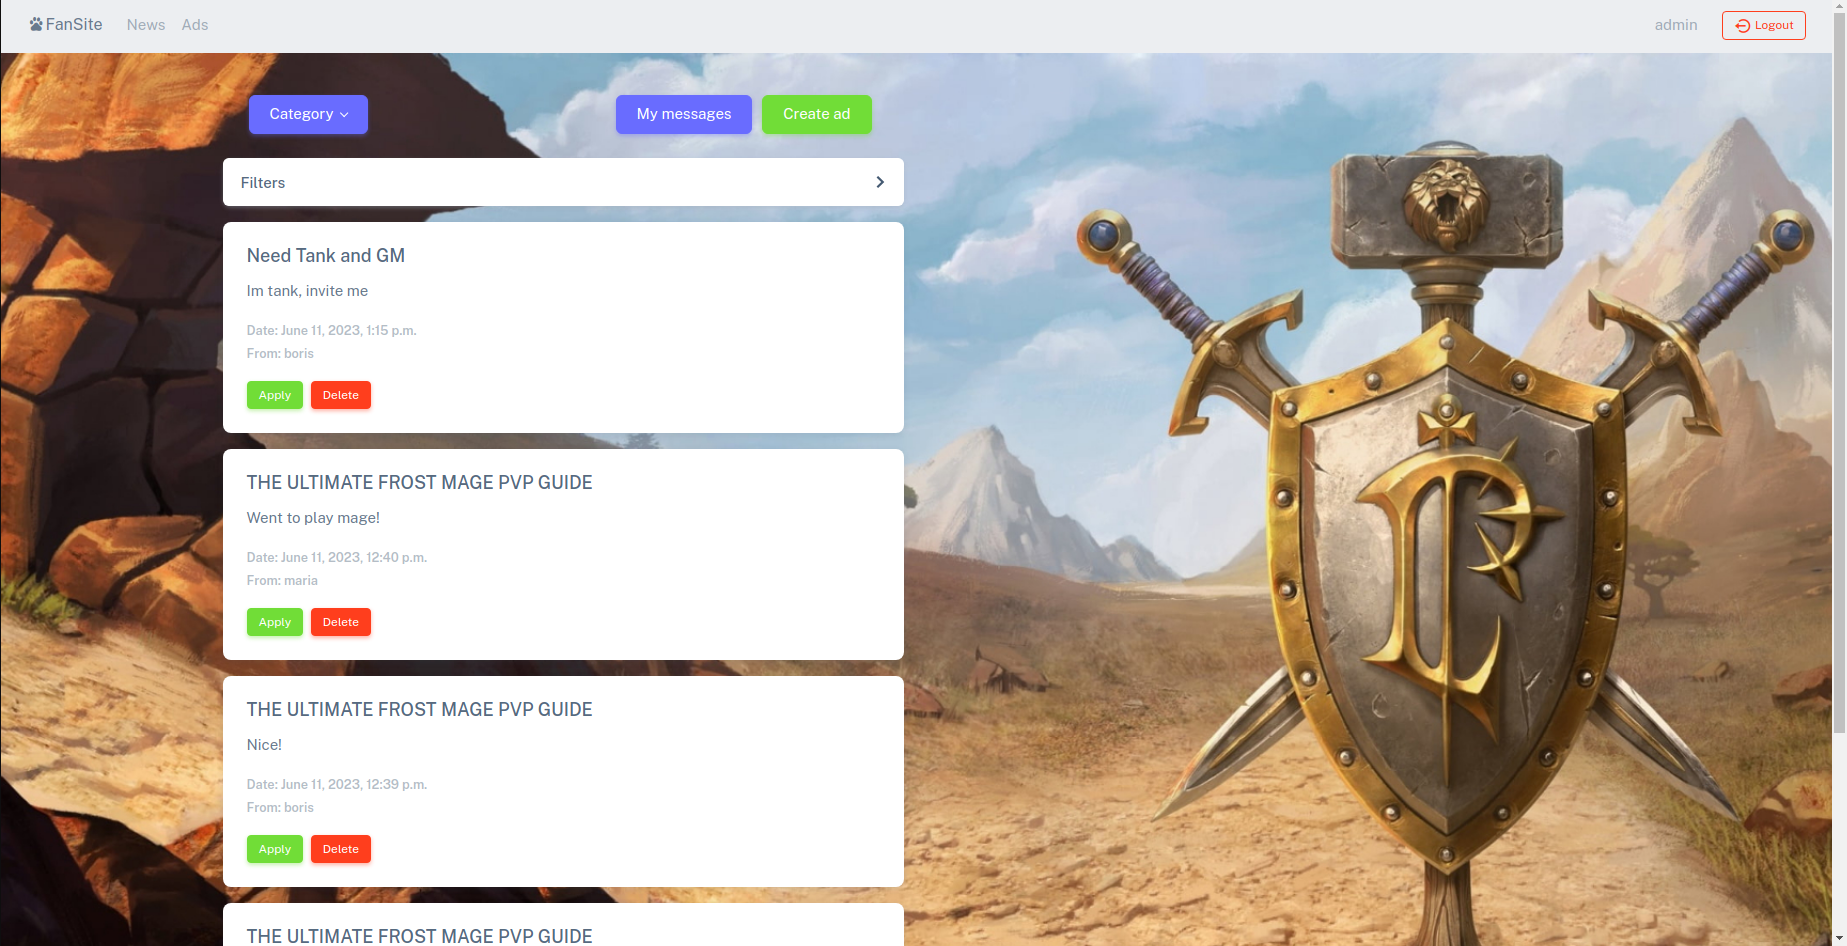 FanSite News Ads admin Logout
Category My messages Create ad
Filters
Need Tank and GM
Im tank, invite me
Date: June 11, 2023, 1:15 p.m.
From: boris
Apply Delete
THE ULTIMATE FROST MAGE PVP GUIDE
Went to play mage!
Date: June 11, 2023, 12:40 p.m.
From: maria
Apply Delete
THE ULTIMATE FROST MAGE PVP GUIDE
Nice!
Date: June 11, 2023, 12:39 p.m.
From: boris
Apply Delete
THE ULTIMATE FROST MAGE PVP GUIDE